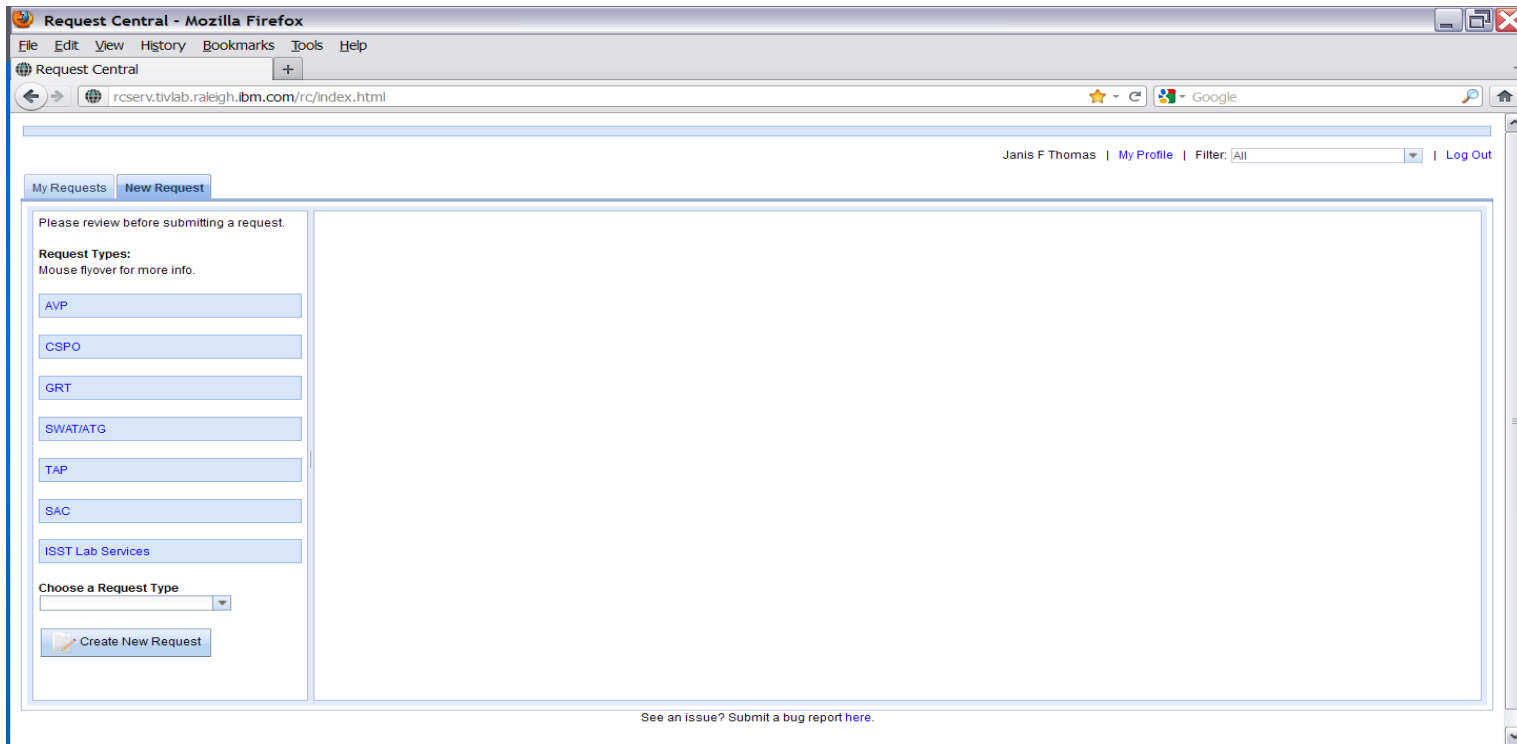 Request Central - Mozilla Firefox
File Edit View History Bookmarks Tools Help
Request Central +
rcserv.tivlab.raleigh.ibm.com/rc/index.html Google
Janis F Thomas | My Profile | Filter: All | Log Out
My Requests New Request
Please review before submitting a request.
Request Types:
Mouse flyover for more info.
AVP
CSPO
GRT
SWAT/ATG
TAP
SAC
ISST Lab Services
Choose a Request Type
Create New Request
See an issue? Submit a bug report here.